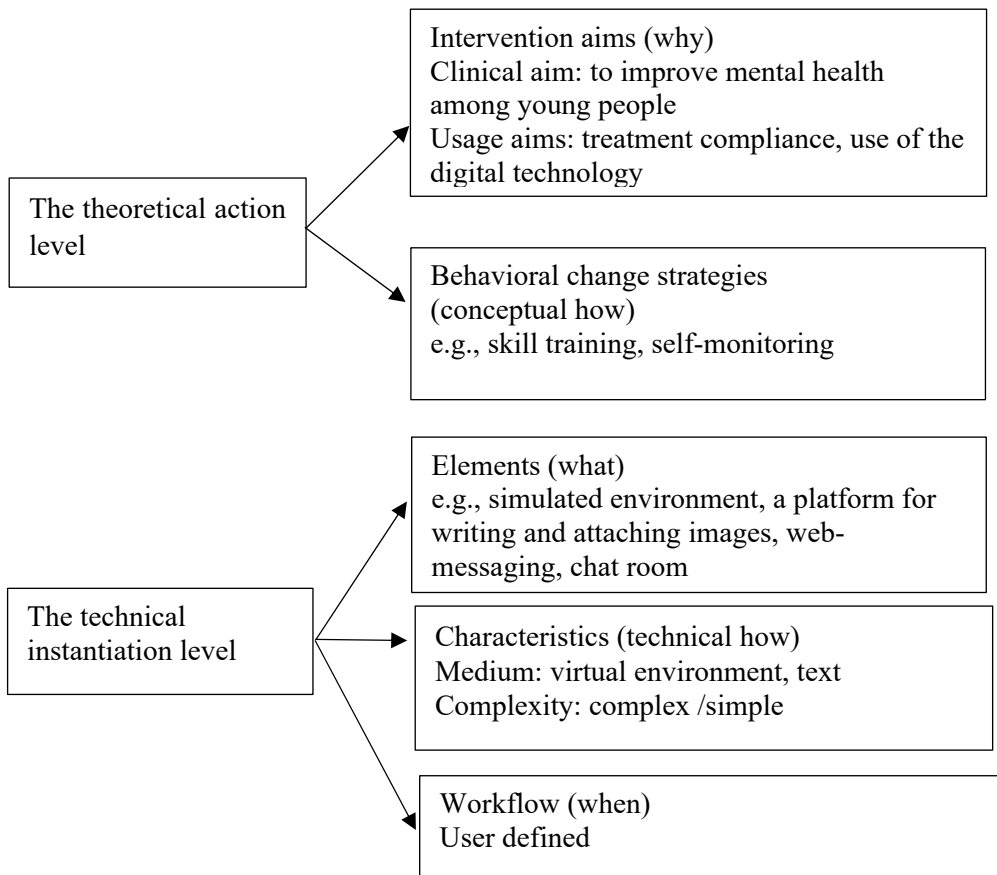 Intervention aims (why)
Clinical aim: to improve mental health
among young people
Usage aims: treatment compliance, use of the
digital technology
The theoretical action
level
Behavioral change strategies
(conceptual how)
e.g., skill training, self-monitoring
Elements (what)
e.g., simulated environment, a platform for
writing and attaching images, web-
messaging, chat room
The technical
instantiation level
Characteristics (technical how)
Medium: virtual environment, text
Complexity: complex /simple
Workflow (when)
User defined